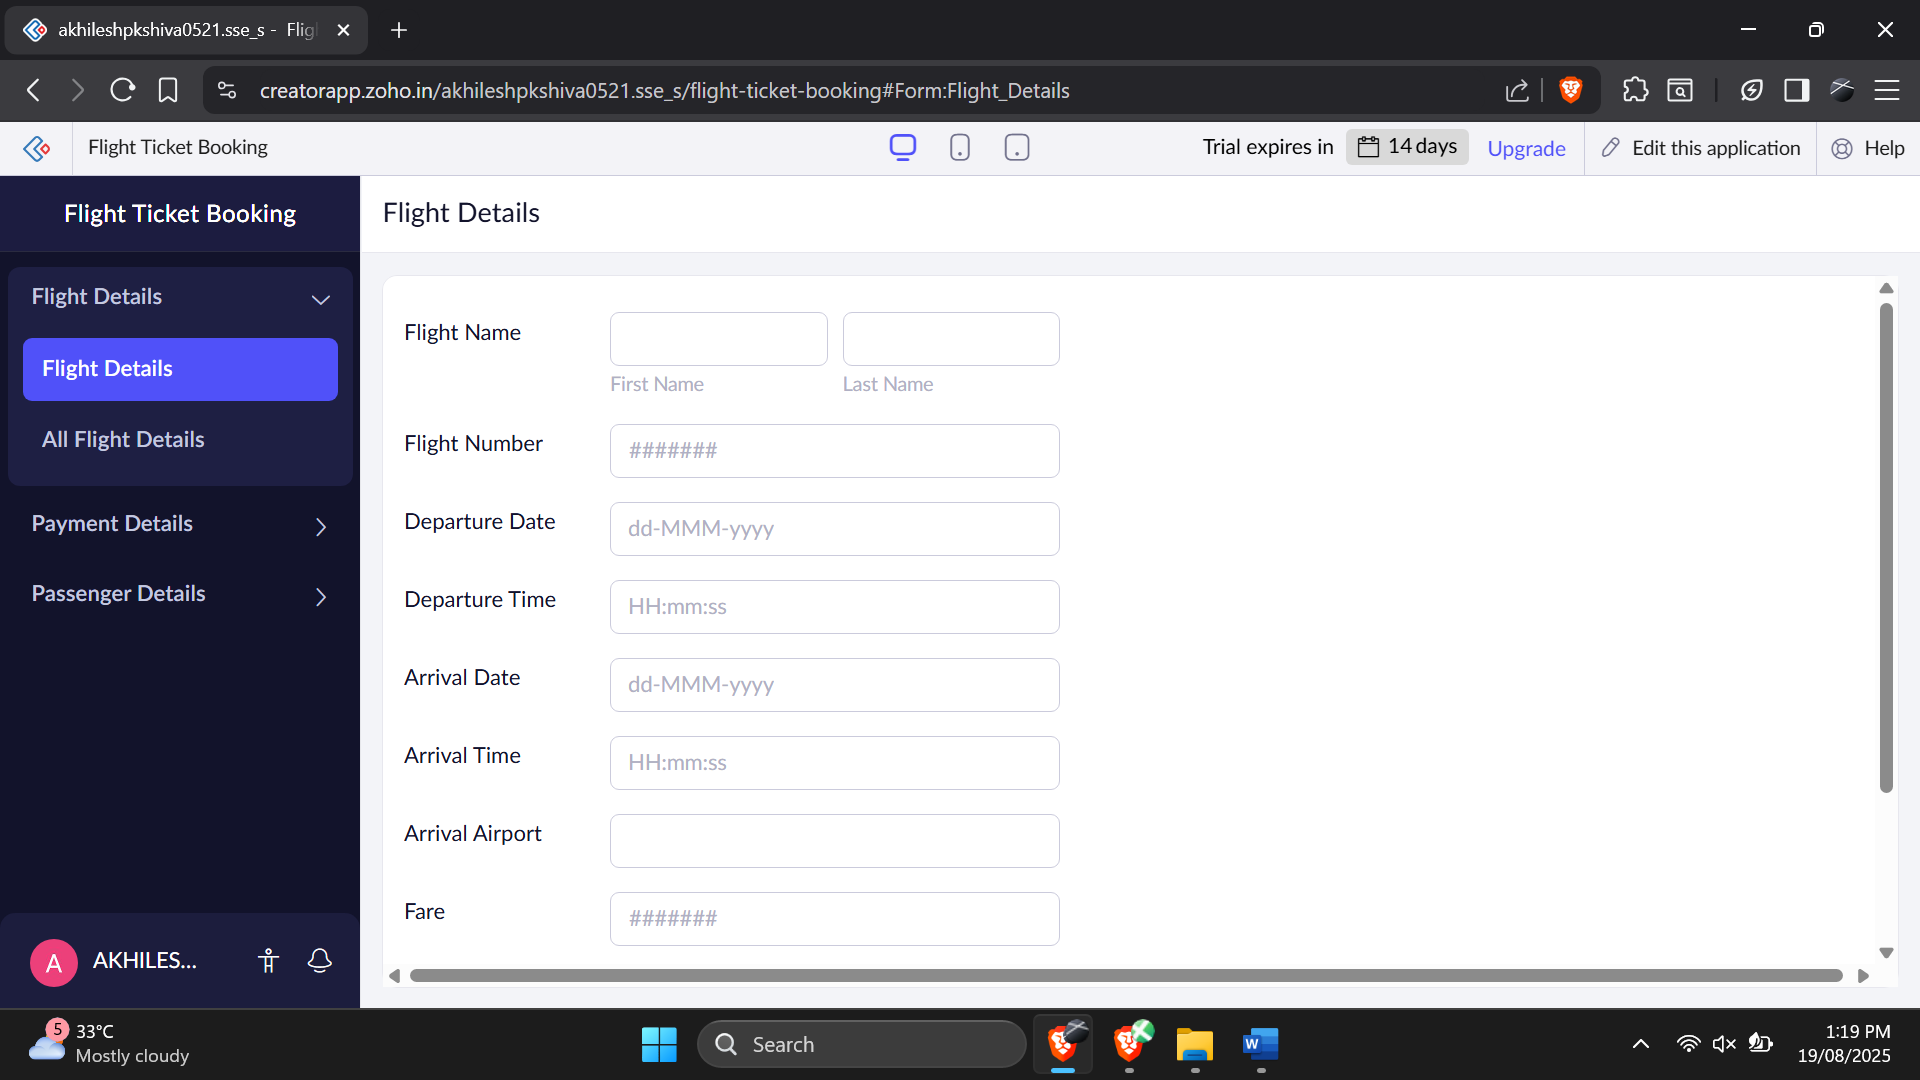 akhileshpkshiva0521.sse_s - Flig
creatorapp.zoho.in/akhileshpkshiva0521.sse_s/flight-ticket-booking#Form:Flight_Details
Flight Ticket Booking
Trial expires in 14 days Upgrade Edit this application Help
Flight Ticket Booking
Flight Details
Flight Details
All Flight Details
Payment Details
Passenger Details
AKHILES...
A
Flight Details
Flight Name
First Name Last Name
Flight Number #######
Departure Date dd-MMM-yyyy
Departure Time HH:mm:ss
Arrival Date dd-MMM-yyyy
Arrival Time HH:mm:ss
Arrival Airport
Fare #######
5
33°C
Mostly cloudy
Search
W
1:19 PM
19/08/2025